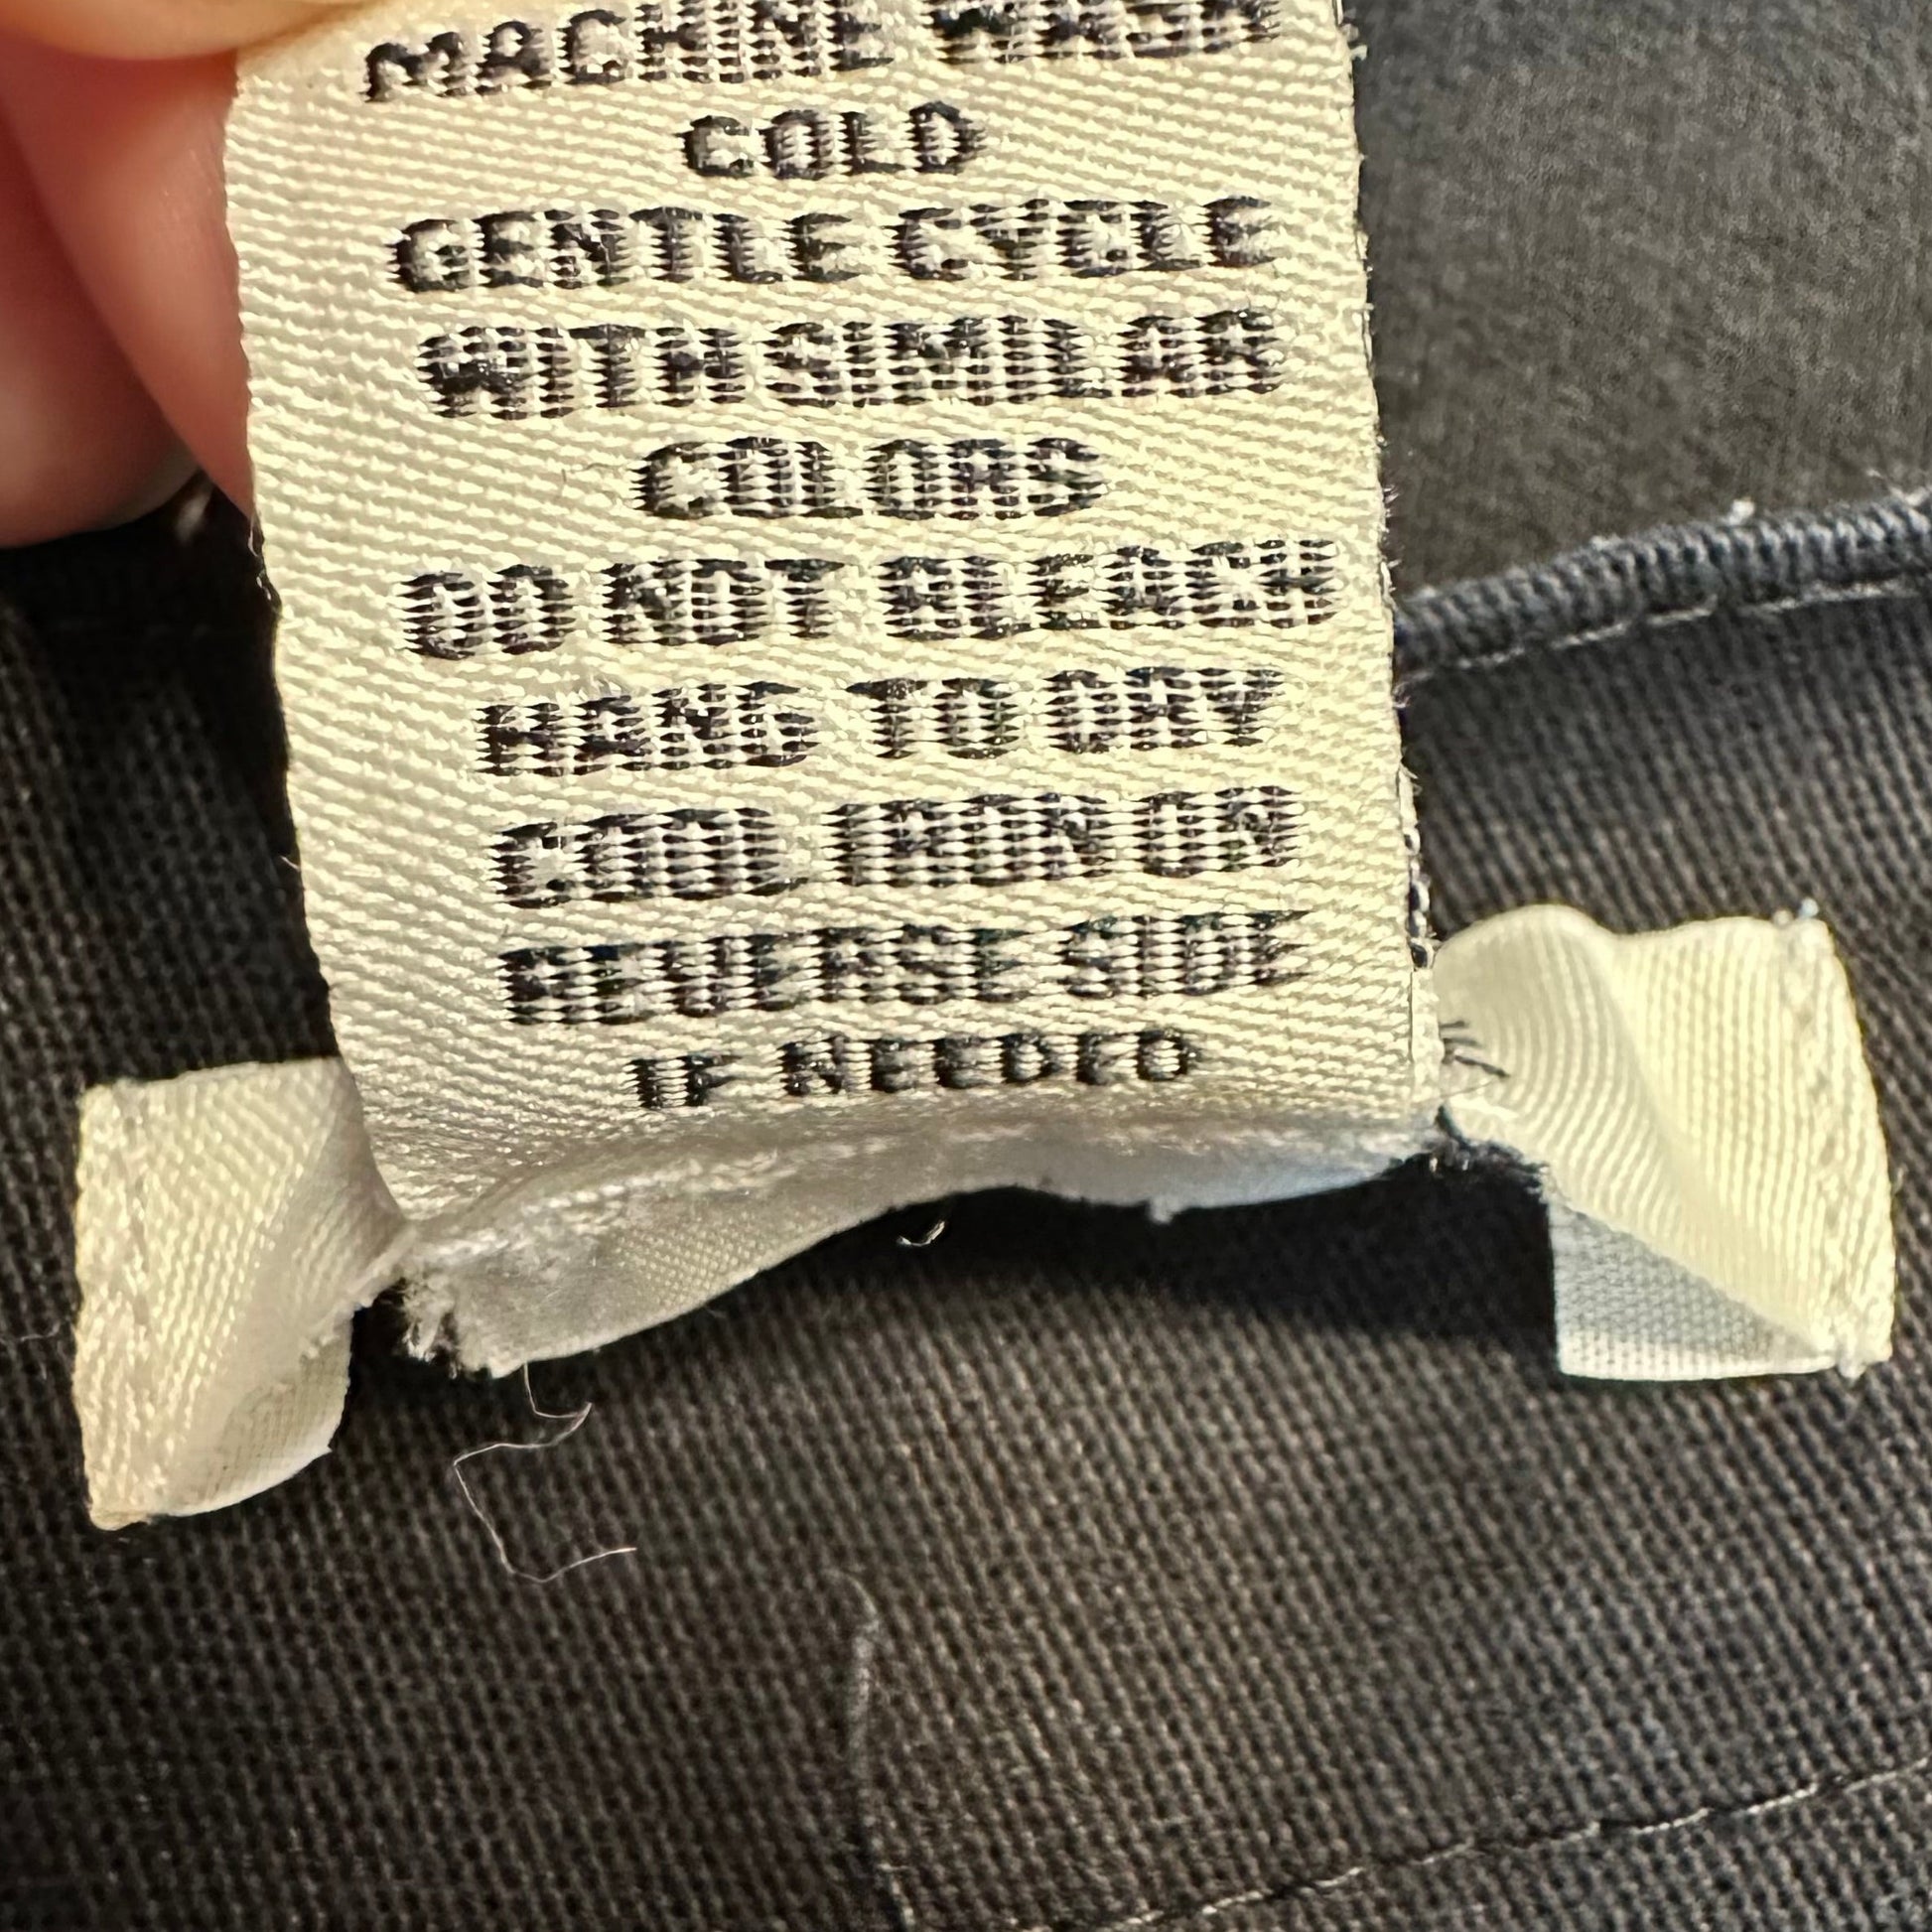 MACHINE WASH
COLD
GENTLE CYCLE
WITH SIMILAR
COLORS
DO NOT BLEACH
HANG TO DRY
COOL IRON ON
REVERSE SIDE
IF NEEDED